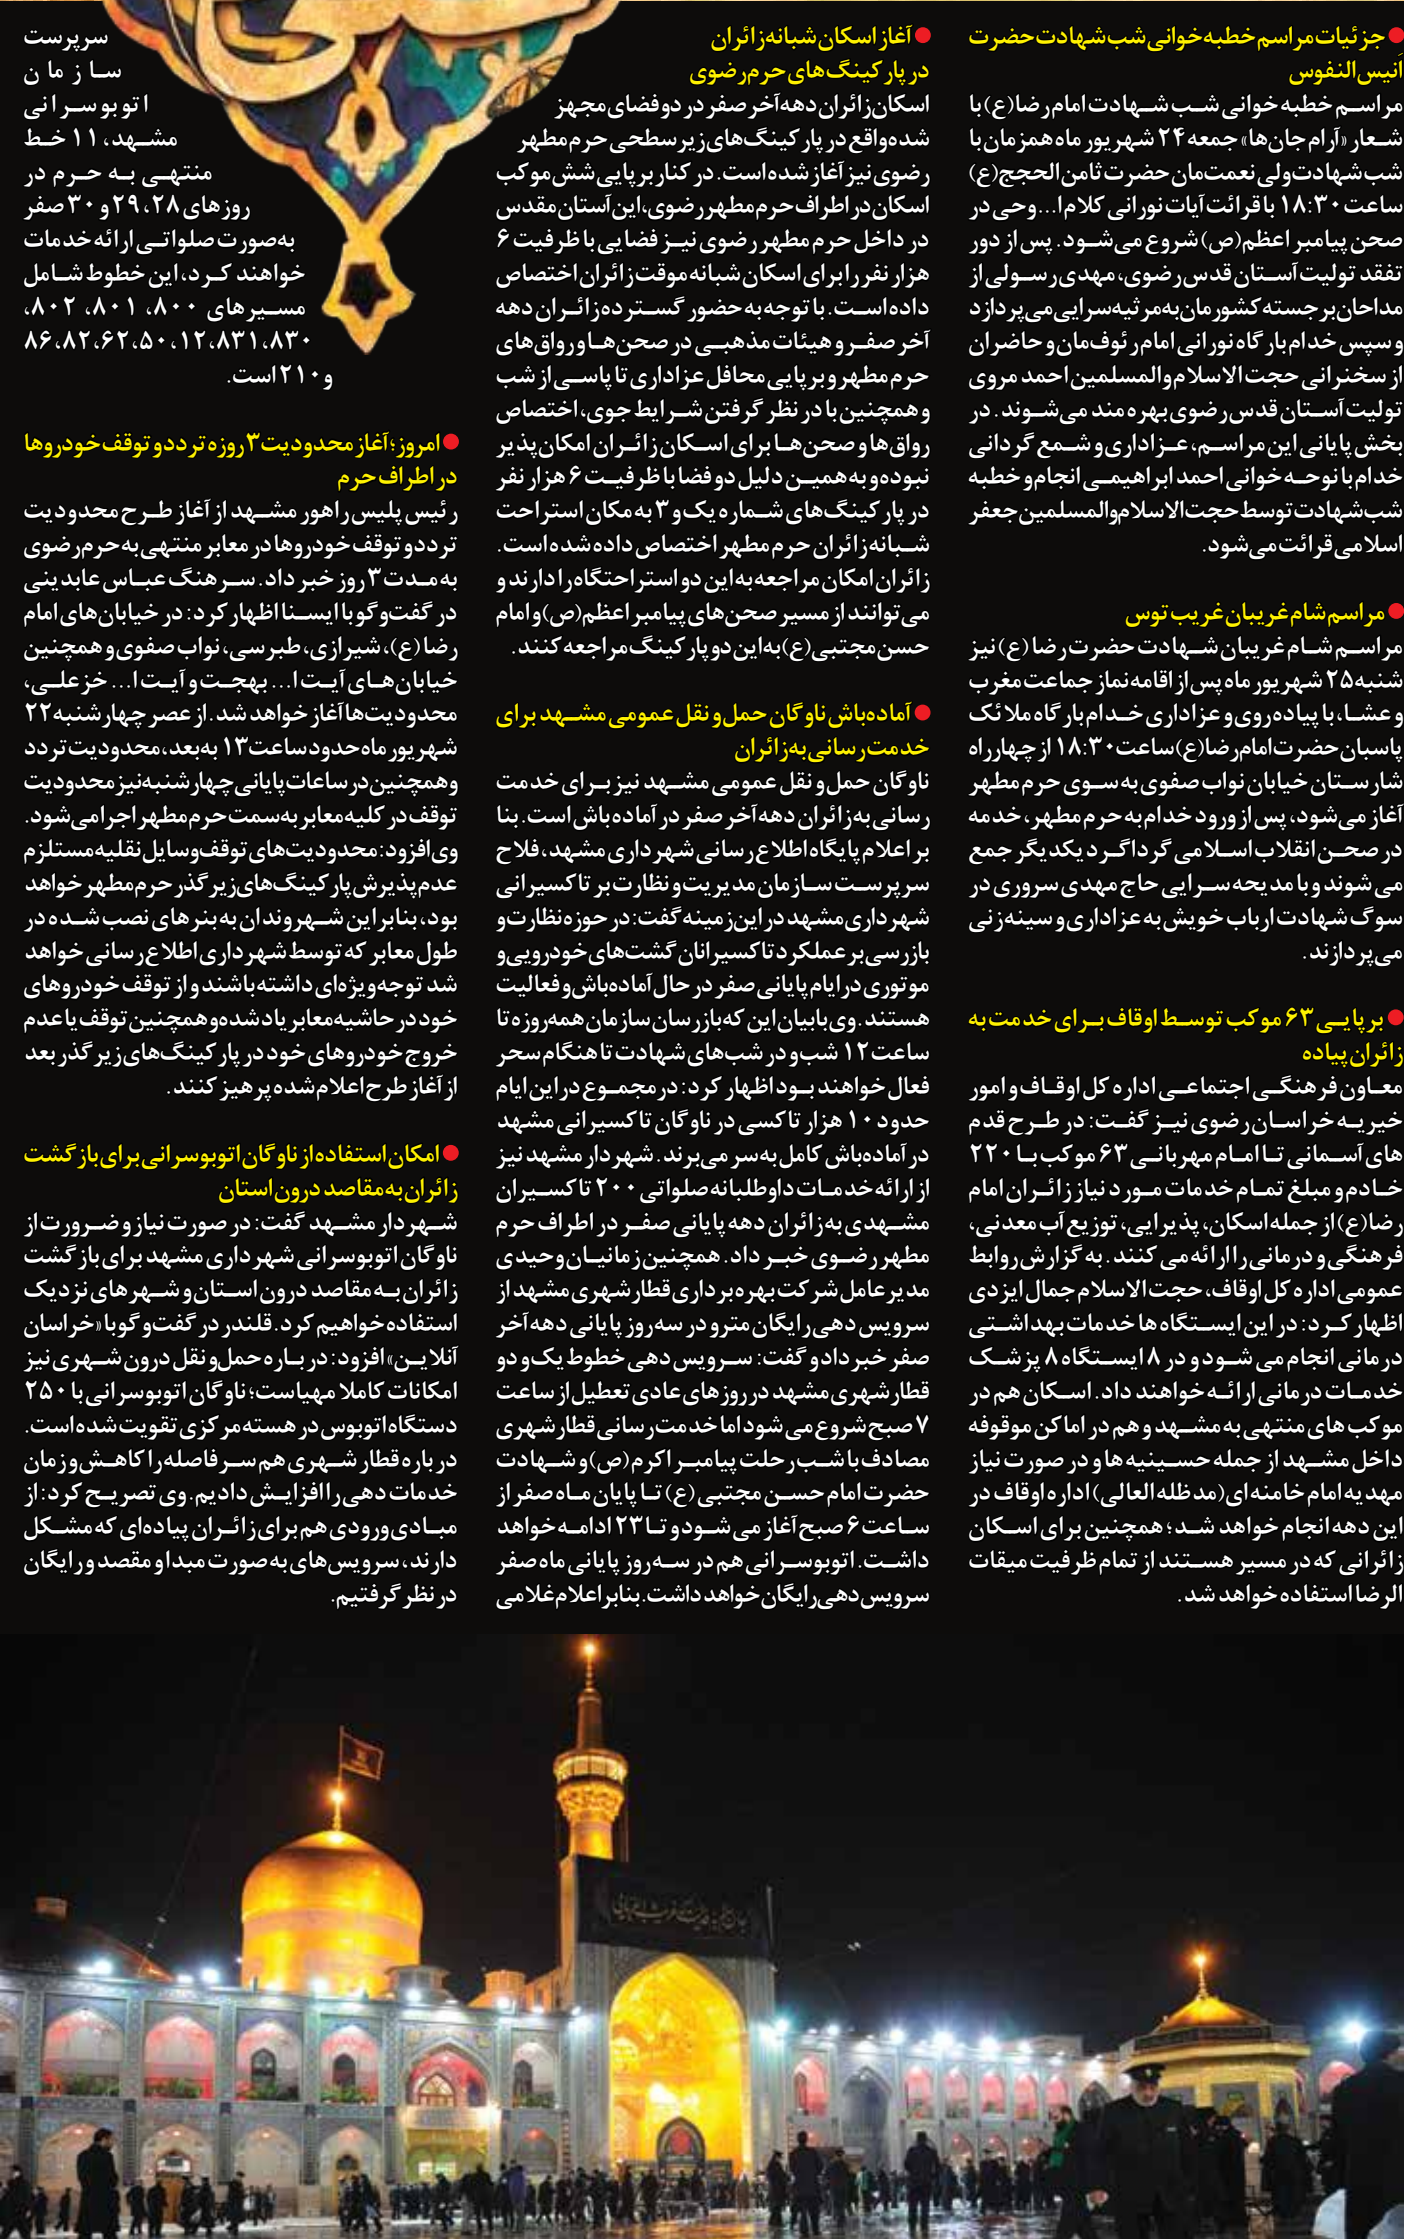 ● جزئیات مراسم خطبه خوانی شب شهادت حضرت
اَنیس النفوس
مراسم خطبه خوانی شب شهادت امام رضا(ع) با
شعار «آرام جان‌ها» جمعه ۲۴ شهریور ماه همزمان با
شب شهادت ولی نعمت‌مان حضرت ثامن الحجج(ع)
ساعت ۱۸:۳۰ با قرائت آیات نورانی کلام ا... وحی در
صحن پیامبر اعظم(ص) شروع می‌شود. پس از دور
تفقد تولیت آستان قدس رضوی، مهدی رسولی از
مداحان برجسته کشورمان به مرثیه سرایی می‌پردازد
و سپس خدام بارگاه نورانی امام رئوف‌مان و حاضران
از سخنرانی حجت الاسلام والمسلمین احمد مروی
تولیت آستان قدس رضوی بهره مند می‌شوند. در
بخش پایانی این مراسم، عزاداری و شمع گردانی
خدام با نوحه خوانی احمد ابراهیمی انجام و خطبه
شب شهادت توسط حجت الاسلام والمسلمین جعفر
اسلامی قرائت می‌شود.
● مراسم شام غریبان غریب توس
مراسم شام غریبان شهادت حضرت رضا (ع) نیز
شنبه ۲۵ شهریور ماه پس از اقامه نماز جماعت مغرب
و عشا، با پیاده روی و عزاداری خدام بارگاه ملائک
پاسبان حضرت امام رضا(ع) ساعت ۱۸:۳۰ از چهارراه
شارستان خیابان نواب صفوی به سوی حرم مطهر
آغاز می‌شود، پس از ورود خدام به حرم مطهر، خدمه
در صحن انقلاب اسلامی گرداگرد یکدیگر جمع
می شوند و با مدیحه سرایی حاج مهدی سروری در
سوگ شهادت ارباب خویش به عزاداری و سینه زنی
می‌پردازند.
● برپایی ۶۳ موکب توسط اوقاف برای خدمت به
زائران پیاده
معاون فرهنگی اجتماعی اداره کل اوقاف و امور
خیریه خراسان رضوی نیز گفت: در طرح قدم
های آسمانی تا امام مهربانی ۶۳ موکب با ۲۲۰
خادم و مبلغ تمام خدمات مورد نیاز زائران امام
رضا(ع) از جمله اسکان، پذیرایی، توزیع آب معدنی،
فرهنگی و درمانی را ارائه می کنند. به گزارش روابط
عمومی اداره کل اوقاف، حجت الاسلام جمال ایزدی
اظهار کرد: در این ایستگاه ها خدمات بهداشتی
درمانی انجام می شود و در ۸ ایستگاه ۸ پزشک
خدمات درمانی ارائه خواهند داد. اسکان هم در
موکب های منتهی به مشهد و هم در اماکن موقوفه
داخل مشهد از جمله حسینیه ها و در صورت نیاز
مهدیه امام خامنه ای (مد ظله العالی) اداره اوقاف در
این دهه انجام خواهد شد؛ همچنین برای اسکان
زائرانی که در مسیر هستند از تمام ظرفیت میقات
الرضا استفاده خواهد شد.
● آغاز اسکان شبانه زائران
در پارکینگ‌های حرم رضوی
اسکان زائران دهه آخر صفر در دو فضای مجهز
شده واقع در پارکینگ‌های زیرسطحی حرم مطهر
رضوی نیز آغاز شده است. در کنار برپایی شش موکب
اسکان در اطراف حرم مطهر رضوی، این آستان مقدس
در داخل حرم مطهر رضوی نیز فضایی با ظرفیت ۶
هزار نفر را برای اسکان شبانه موقت زائران اختصاص
داده است. با توجه به حضور گسترده زائران دهه
آخر صفر و هیئات مذهبی در صحن‌ها و رواق‌های
حرم مطهر و برپایی محافل عزاداری تا پاسی از شب
و همچنین با در نظر گرفتن شرایط جوی، اختصاص
رواق‌ها و صحن‌ها برای اسکان زائران امکان پذیر
نبوده و به همین دلیل دو فضا با ظرفیت ۶ هزار نفر
در پارکینگ‌های شماره یک و ۳ به مکان استراحت
شبانه زائران حرم مطهر اختصاص داده شده است.
زائران امکان مراجعه به این دو استراحتگاه را دارند و
می‌توانند از مسیر صحن‌های پیامبر اعظم(ص) و امام
حسن مجتبی(ع) به این دو پارکینگ مراجعه کنند.
● آماده‌باش ناوگان حمل و نقل عمومی مشهد برای
خدمت رسانی به زائران
ناوگان حمل و نقل عمومی مشهد نیز برای خدمت
رسانی به زائران دهه آخر صفر در آماده باش است. بنا
بر اعلام پایگاه اطلاع رسانی شهرداری مشهد، فلاح
سرپرست سازمان مدیریت و نظارت بر تاکسیرانی
شهرداری مشهد در این زمینه گفت: در حوزه نظارت و
بازرسی بر عملکرد تاکسیرانان گشت‌های خودرویی و
موتوری در ایام پایانی صفر در حال آماده باش و فعالیت
هستند. وی با بیان این که بازرسان سازمان همه روزه تا
ساعت ۱۲ شب و در شب‌های شهادت تا هنگام سحر
فعال خواهند بود اظهار کرد: در مجموع در این ایام
حدود ۱۰ هزار تاکسی در ناوگان تاکسیرانی مشهد
در آماده باش کامل به سر می‌برند. شهردار مشهد نیز
از ارائه خدمات داوطلبانه صلواتی ۲۰۰ تاکسیران
مشهدی به زائران دهه پایانی صفر در اطراف حرم
مطهر رضوی خبر داد. همچنین زمانیان وحیدی
مدیر عامل شرکت بهره برداری قطار شهری مشهد از
سرویس دهی رایگان مترو در سه روز پایانی دهه آخر
صفر خبر داد و گفت: سرویس دهی خطوط یک و دو
قطار شهری مشهد در روزهای عادی تعطیل از ساعت
۷ صبح شروع می شود اما خدمت رسانی قطار شهری
مصادف با شب رحلت پیامبر اکرم (ص) و شهادت
حضرت امام حسن مجتبی (ع) تا پایان ماه صفر از
ساعت ۶ صبح آغاز می شود و تا ۲۳ ادامه خواهد
داشت. اتوبوسرانی هم در سه روز پایانی ماه صفر
سرویس دهی رایگان خواهد داشت. بنابر اعلام غلامی
سرپرست
سازمان
اتوبوسرانی
مشهد، ۱۱ خط
منتهی به حرم در
روزهای ۲۸، ۲۹ و ۳۰ صفر
به‌صورت صلواتی ارائه خدمات
خواهند کرد، این خطوط شامل
مسیرهای ۸۰۰، ۸۰۱، ۸۰۲،
۸۳۰، ۸۳۱، ۱۲، ۵۰، ۶۲، ۸۲، ۸۶
و ۲۱۰ است.
● امروز؛ آغاز محدودیت ۳ روزه تردد و توقف خودروها
در اطراف حرم
رئیس پلیس راهور مشهد از آغاز طرح محدودیت
تردد و توقف خودروها در معابر منتهی به حرم رضوی
به مدت ۳ روز خبر داد. سرهنگ عباس عابدینی
در گفت‌وگو با ایسنا اظهار کرد: در خیابان‌های امام
رضا (ع)، شیرازی، طبرسی، نواب صفوی و همچنین
خیابان‌های آیت ا... بهجت و آیت ا... خزعلی،
محدودیت‌ها آغاز خواهد شد. از عصر چهارشنبه ۲۲
شهریور ماه حدود ساعت ۱۳ به بعد، محدودیت تردد
و همچنین در ساعات پایانی چهارشنبه نیز محدودیت
توقف در کلیه معابر به سمت حرم مطهر اجرا می‌شود.
وی افزود: محدودیت‌های توقف وسایل نقلیه مستلزم
عدم پذیرش پارکینگ‌های زیرگذر حرم مطهر خواهد
بود، بنابراین شهروندان به بنرهای نصب شده در
طول معابر که توسط شهرداری اطلاع رسانی خواهد
شد توجه ویژه‌ای داشته باشند و از توقف خودروهای
خود در حاشیه معابر یاد شده و همچنین توقف یا عدم
خروج خودروهای خود در پارکینگ‌های زیرگذر بعد
از آغاز طرح اعلام شده پرهیز کنند.
● امکان استفاده از ناوگان اتوبوسرانی برای بازگشت
زائران به مقاصد درون استان
شهردار مشهد گفت: در صورت نیاز و ضرورت از
ناوگان اتوبوسرانی شهرداری مشهد برای بازگشت
زائران به مقاصد درون استان و شهرهای نزدیک
استفاده خواهیم کرد. قلندر در گفت و گو با «خراسان
آنلاین» افزود: درباره حمل و نقل درون شهری نیز
امکانات کاملا مهیاست؛ ناوگان اتوبوسرانی با ۲۵۰
دستگاه اتوبوس در هسته مرکزی تقویت شده است.
درباره قطار شهری هم سر فاصله را کاهش و زمان
خدمات دهی را افزایش دادیم. وی تصریح کرد: از
مبادی ورودی هم برای زائران پیاده‌ای که مشکل
دارند، سرویس‌های به صورت مبدا و مقصد و رایگان
در نظر گرفتیم.